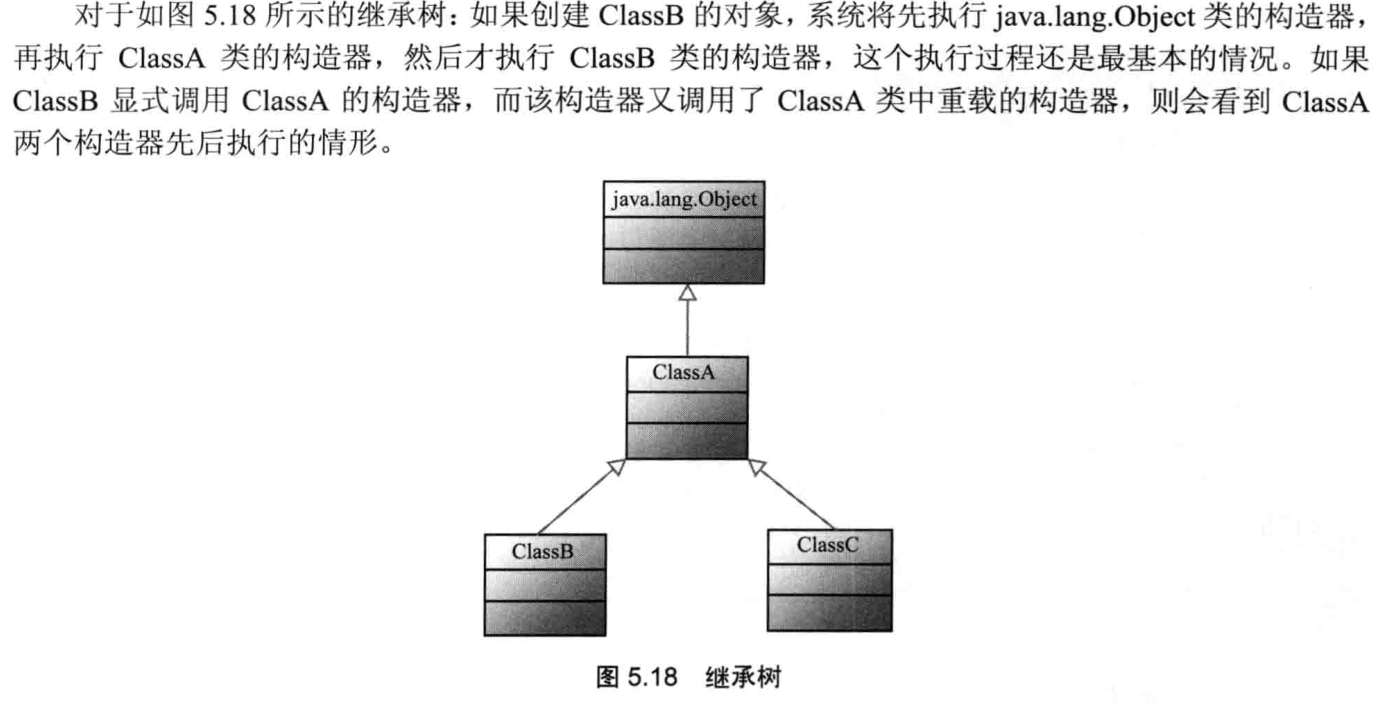 对于如图 5.18 所示的继承树：如果创建 ClassB 的对象，系统将先执行 java.lang.Object 类的构造器，
再执行 ClassA 类的构造器，然后才执行 ClassB 类的构造器，这个执行过程还是最基本的情况。如果
ClassB 显式调用 ClassA 的构造器，而该构造器又调用了 ClassA 类中重载的构造器，则会看到 ClassA
两个构造器先后执行的情形。
java.lang.Object
ClassA
ClassB
ClassC
图 5.18 继承树